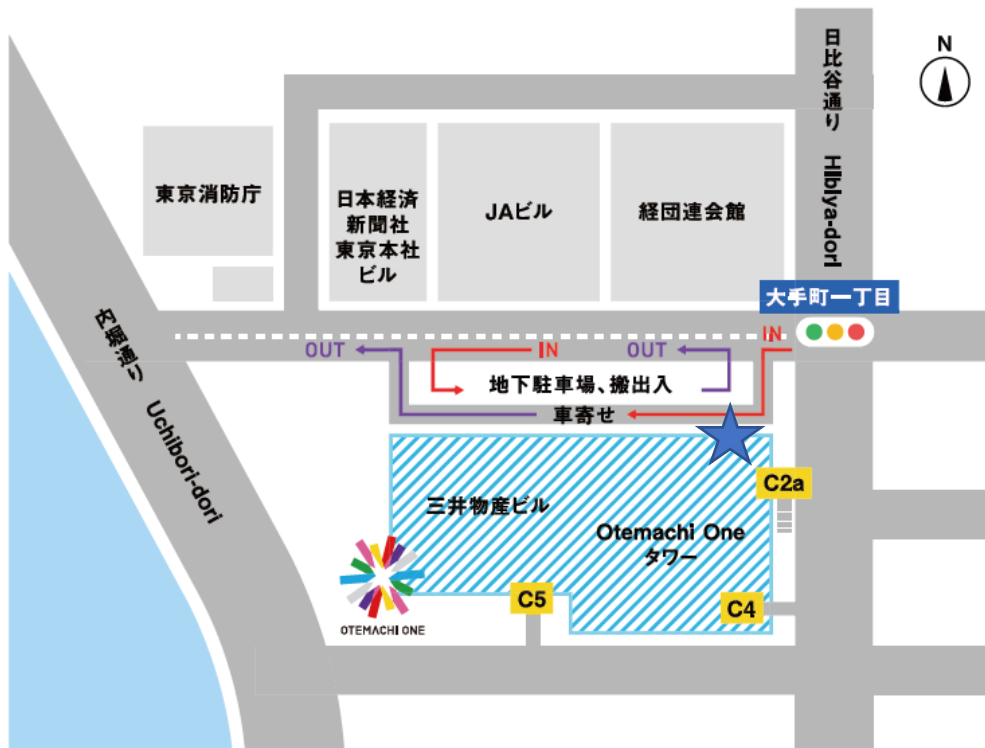 N
日比谷通り Hibiya-dori
東京消防庁
日本経済
新聞社
東京本社
ビル
JAビル
経団連会館
大手町一丁目
内堀通り Uchibori-dori
OUT
IN
OUT
IN
地下駐車場、搬出入
車寄せ
C2a
三井物産ビル
Otemachi One
タワー
C5
C4
OTEMACHI ONE